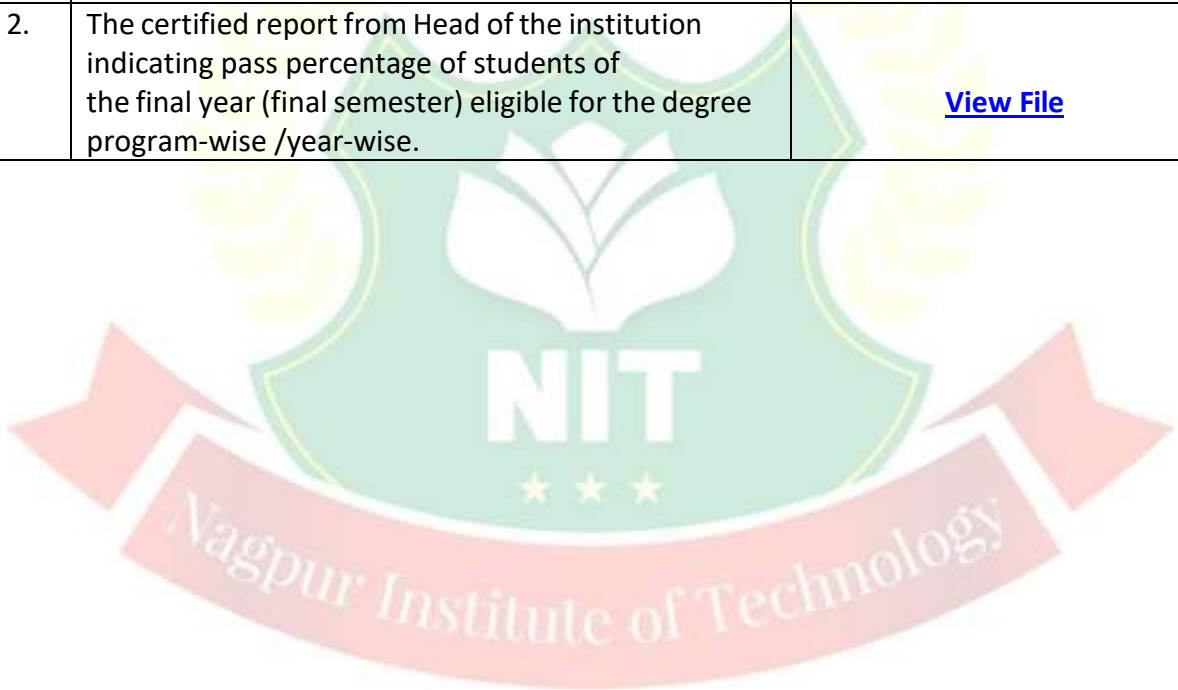 2. The certified report from Head of the institution
indicating pass percentage of students of
the final year (final semester) eligible for the degree
View File
program-wise /year-wise.
NIT
Nagpur Institute of Technology